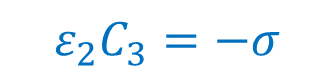 ε₂C₃ = −σ